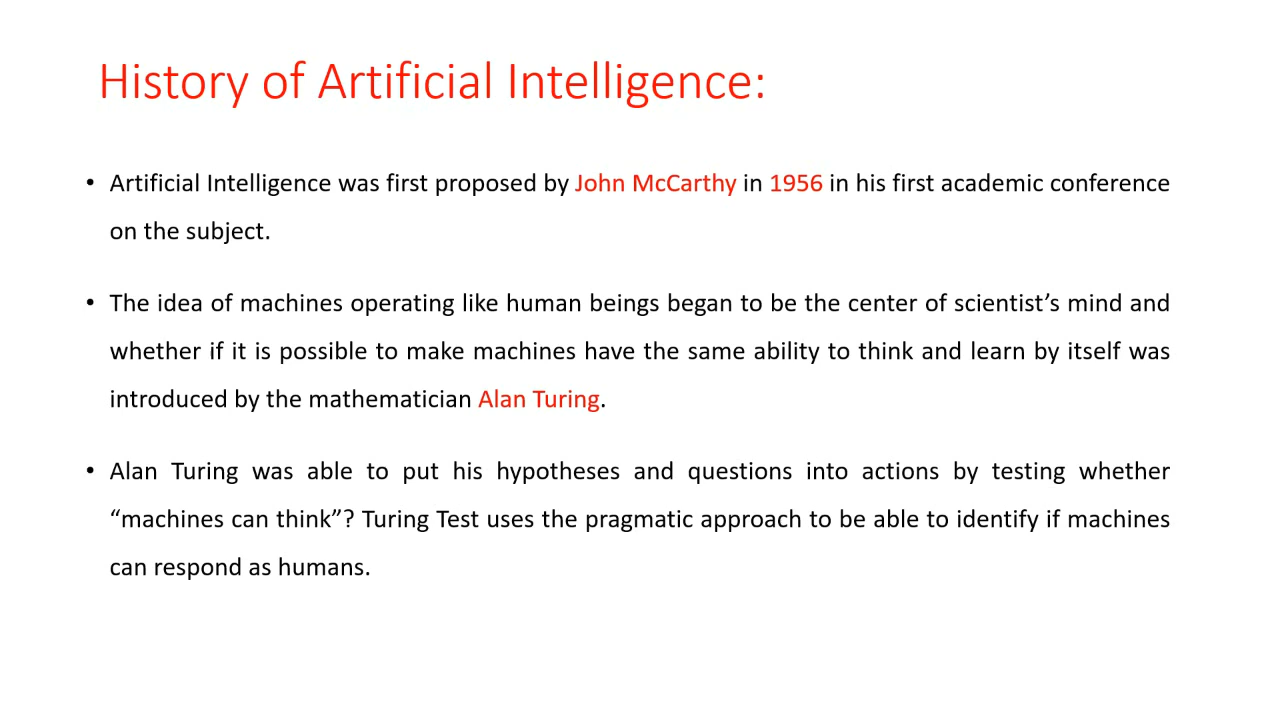 History of Artificial Intelligence:
• Artificial Intelligence was first proposed by John McCarthy in 1956 in his first academic conference
on the subject.
• The idea of machines operating like human beings began to be the center of scientist’s mind and
whether if it is possible to make machines have the same ability to think and learn by itself was
introduced by the mathematician Alan Turing.
• Alan Turing was able to put his hypotheses and questions into actions by testing whether
“machines can think”? Turing Test uses the pragmatic approach to be able to identify if machines
can respond as humans.